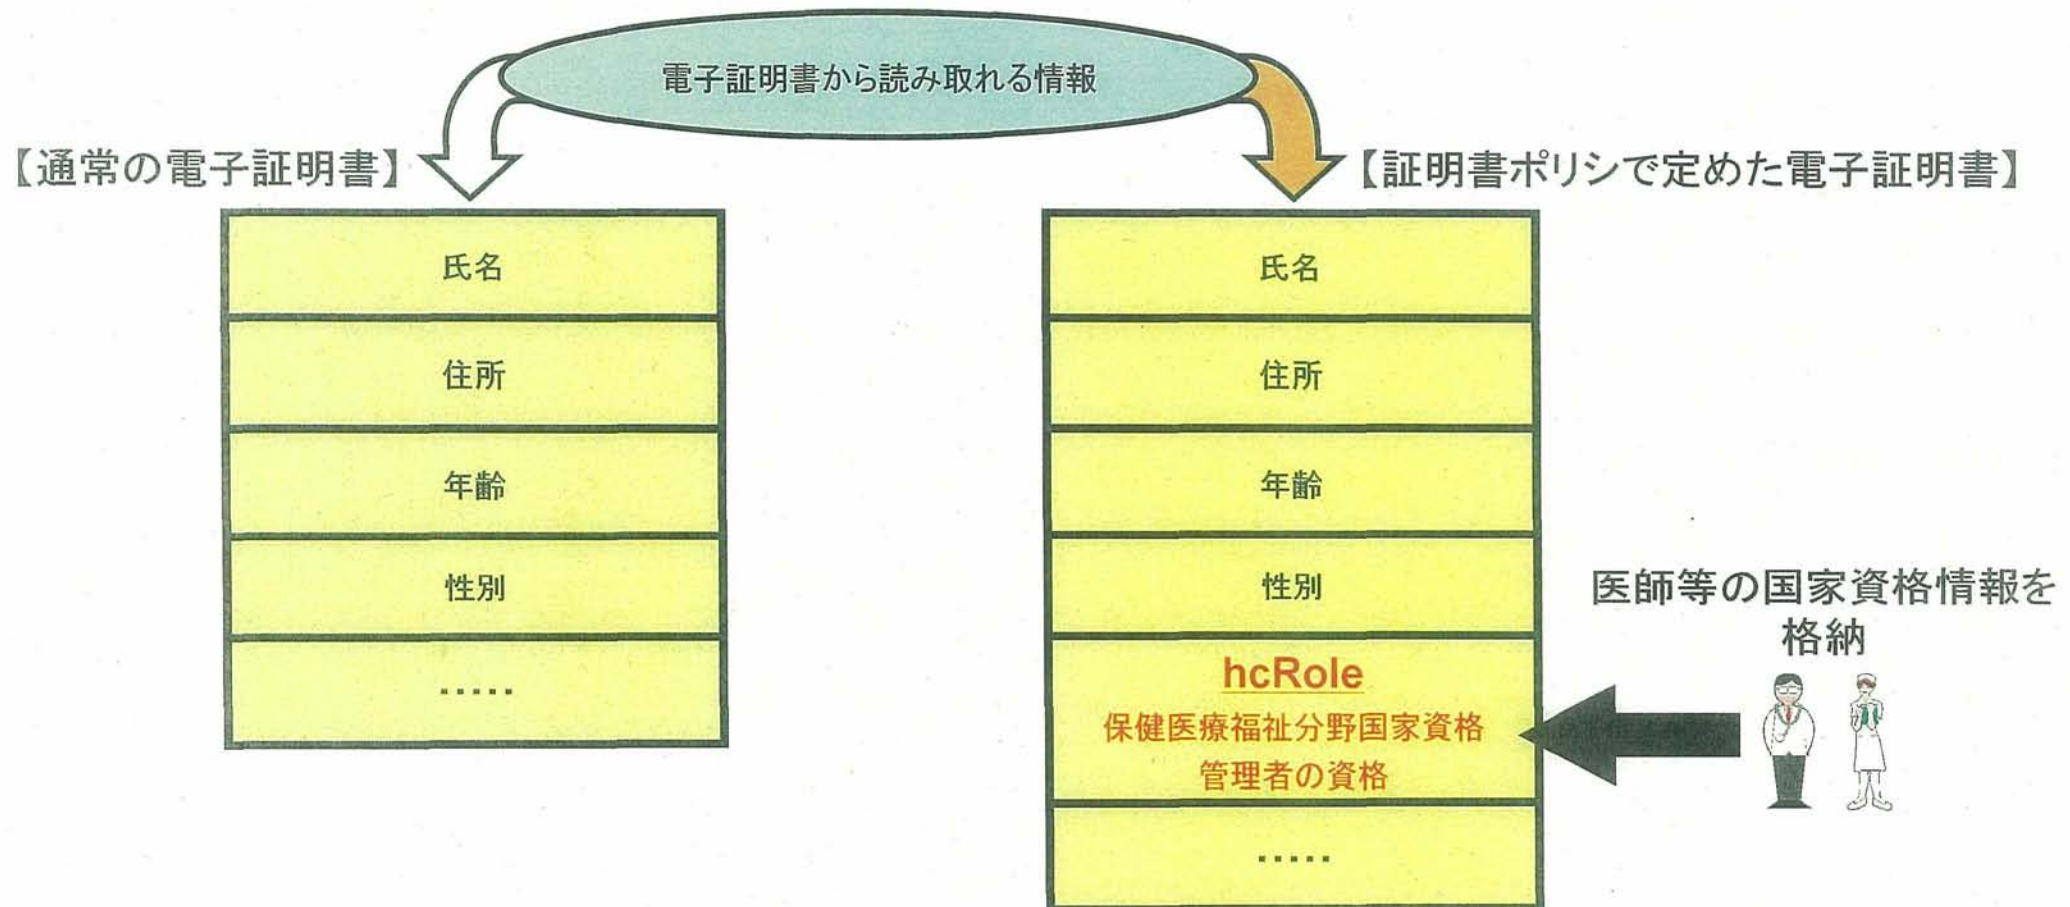 電子証明書から読み取れる情報
【通常の電子証明書】
氏名
住所
年齢
性別
.....
【証明書ポリシで定めた電子証明書】
氏名
住所
年齢
性別
hcRole
保健医療福祉分野国家資格
管理者の資格
.....
医師等の国家資格情報を
格納